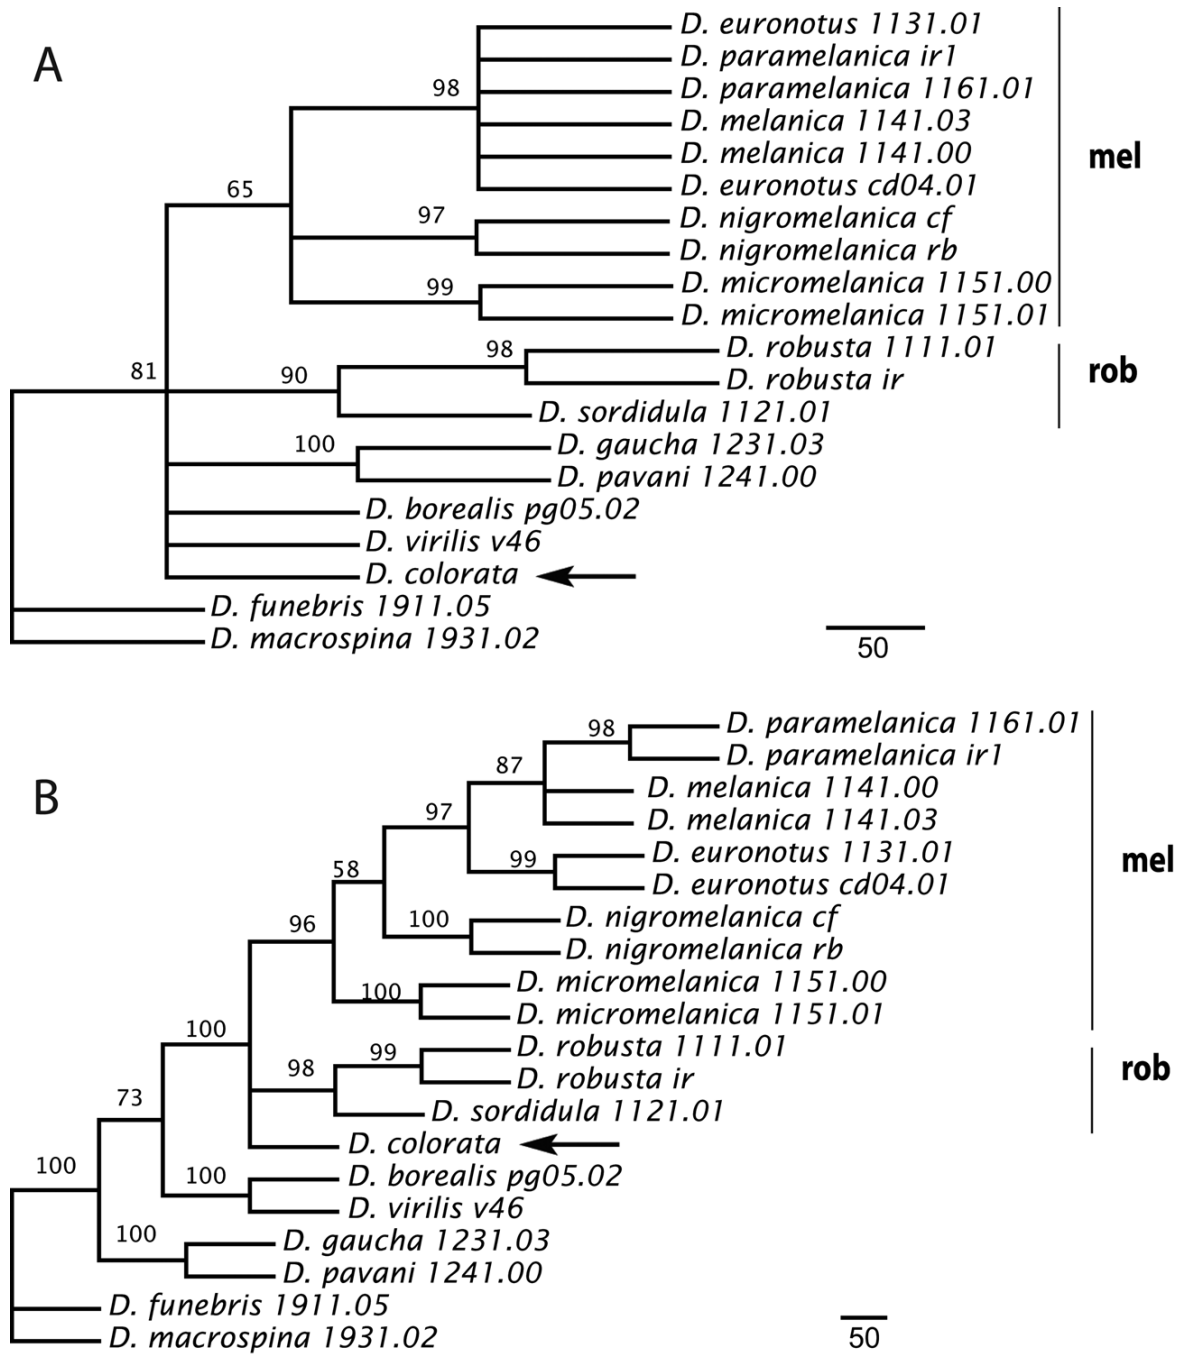 A
D. euronotus 1131.01
D. paramelanica ir1
98
D. paramelanica 1161.01
D. melanica 1141.03
D. melanica 1141.00
mel
D. euronotus cd04.01
65
97
D. nigromelanica cf
D. nigromelanica rb
99
D. micromelanica 1151.00
D. micromelanica 1151.01
98
D. robusta 1111.01
81
90
D. robusta ir
rob
D. sordidula 1121.01
100
D. gaucha 1231.03
D. pavani 1241.00
D. borealis pg05.02
D. virilis v46
D. colorata
D. funebris 1911.05
D. macrospina 1931.02
50
B
98
D. paramelanica 1161.01
D. paramelanica ir1
87
D. melanica 1141.00
97
D. melanica 1141.03
99
D. euronotus 1131.01
mel
58
D. euronotus cd04.01
96
100
D. nigromelanica cf
D. nigromelanica rb
100
D. micromelanica 1151.00
D. micromelanica 1151.01
100
99
D. robusta 1111.01
98
D. robusta ir
rob
73
D. sordidula 1121.01
D. colorata
100
100
D. borealis pg05.02
D. virilis v46
100
D. gaucha 1231.03
D. pavani 1241.00
D. funebris 1911.05
D. macrospina 1931.02
50